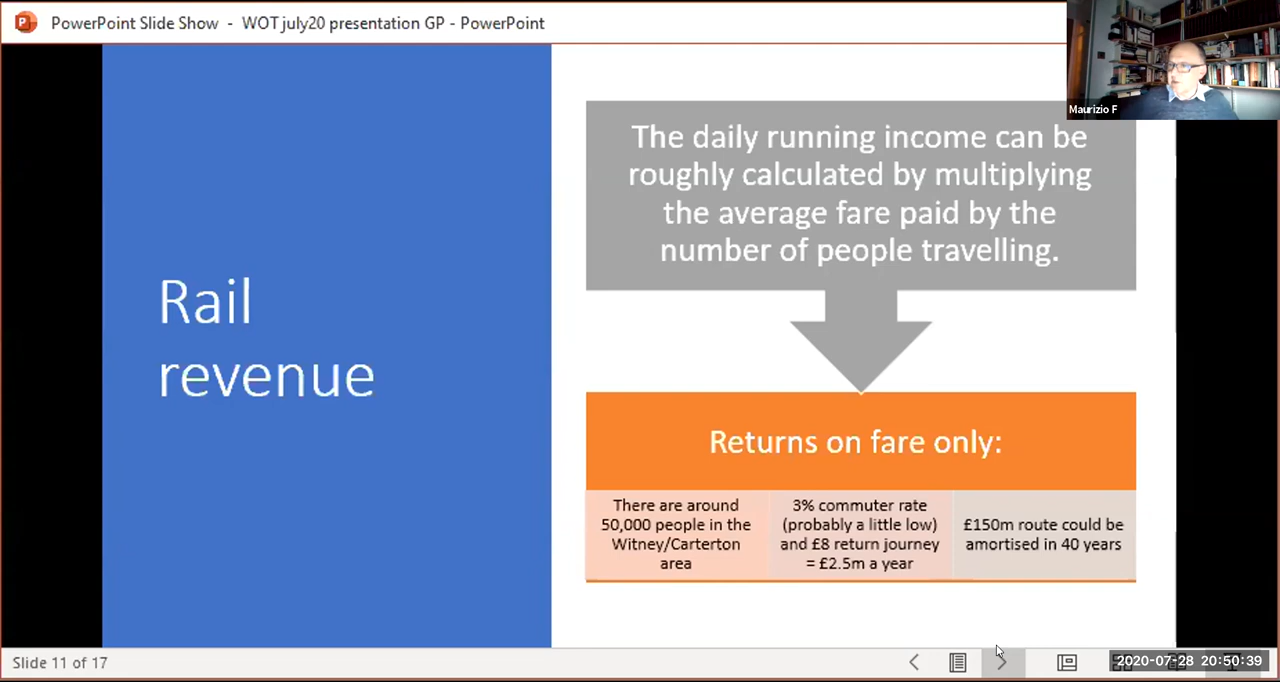 PowerPoint Slide Show - WOT july20 presentation GP - PowerPoint
Maurizio F
The daily running income can be
roughly calculated by multiplying
the average fare paid by the
number of people travelling.
Rail
revenue
Returns on fare only:
There are around
50,000 people in the
Witney/Carterton
area
3% commuter rate
(probably a little low)
and £8 return journey
= £2.5m a year
£150m route could be
amortised in 40 years
Slide 11 of 17
2020-07-28 20:50:39